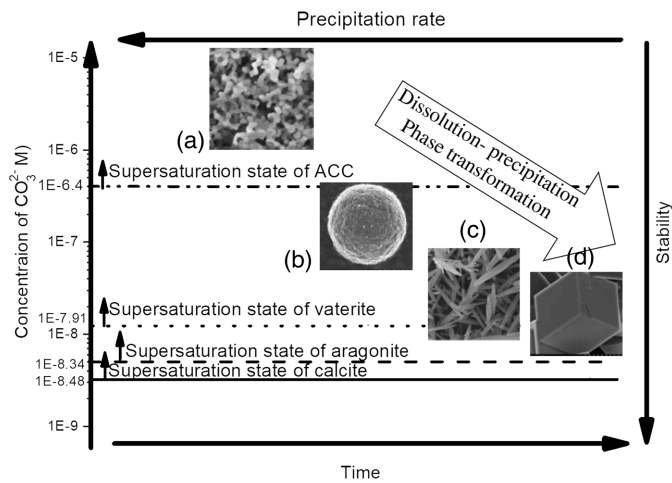 Precipitation rate
1E-5
(a)
Dissolution- precipitation
Phase transformation
1E-6
Supersaturation state of ACC
1E-6.4
Concentraion of CO₃²⁻ M)
Stability
(b)
(c)
(d)
1E-7
Supersaturation state of vaterite
1E-7.91
1E-8
Supersaturation state of aragonite
1E-8.34
Supersaturation state of calcite
1E-8.48
1E-9
Time